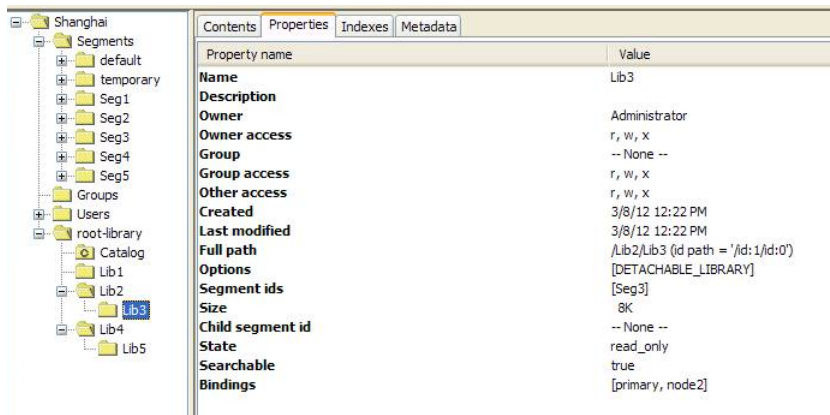 Shanghai
Segments
default
temporary
Seg1
Seg2
Seg3
Seg4
Seg5
Groups
Users
root-library
Catalog
Lib1
Lib2
Lib3
Lib4
Lib5
Contents Properties Indexes Metadata
Property name Value
Name Lib3
Description
Owner Administrator
Owner access r, w, x
Group -- None --
Group access r, w, x
Other access r, w, x
Created 3/8/12 12:22 PM
Last modified 3/8/12 12:22 PM
Full path /Lib2/Lib3 (id path = '/id:1/id:0')
Options [DETACHABLE_LIBRARY]
Segment ids [Seg3]
Size 8K
Child segment id -- None --
State read_only
Searchable true
Bindings [primary, node2]